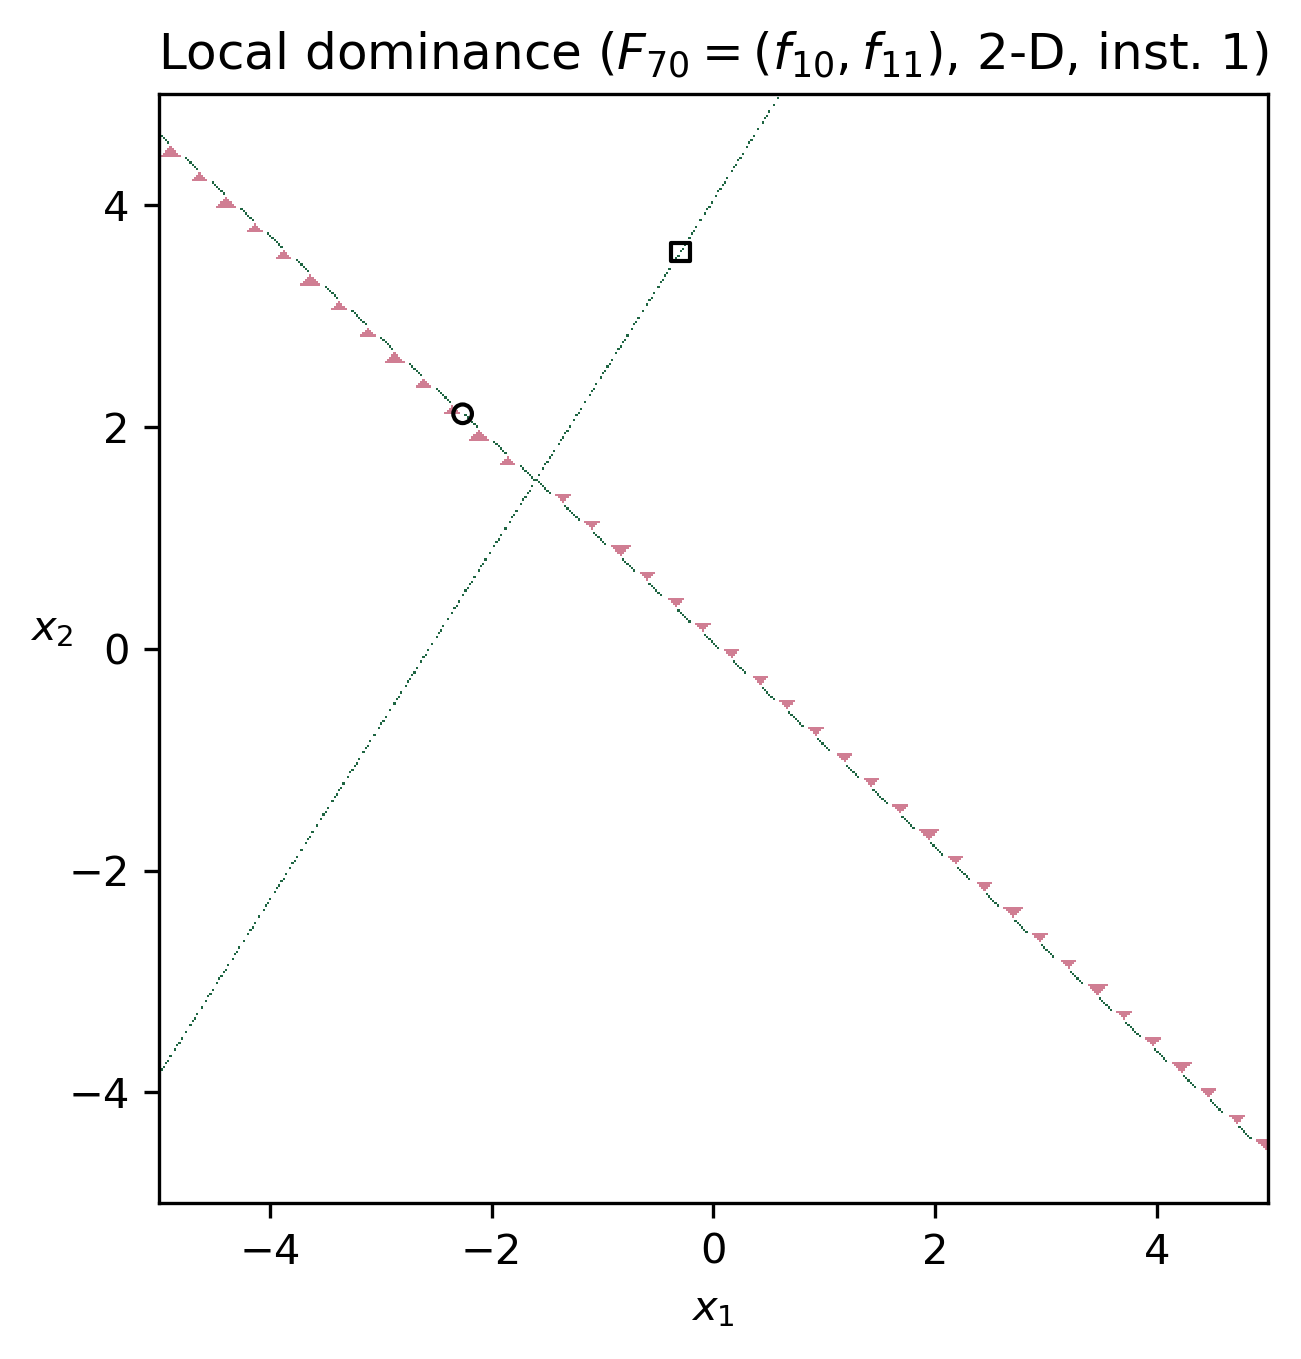 Local dominance (F₇₀ = (f₁₀, f₁₁), 2-D, inst. 1)
4
2
x₂
0
−2
−4
−4 −2 0 2 4
x₁